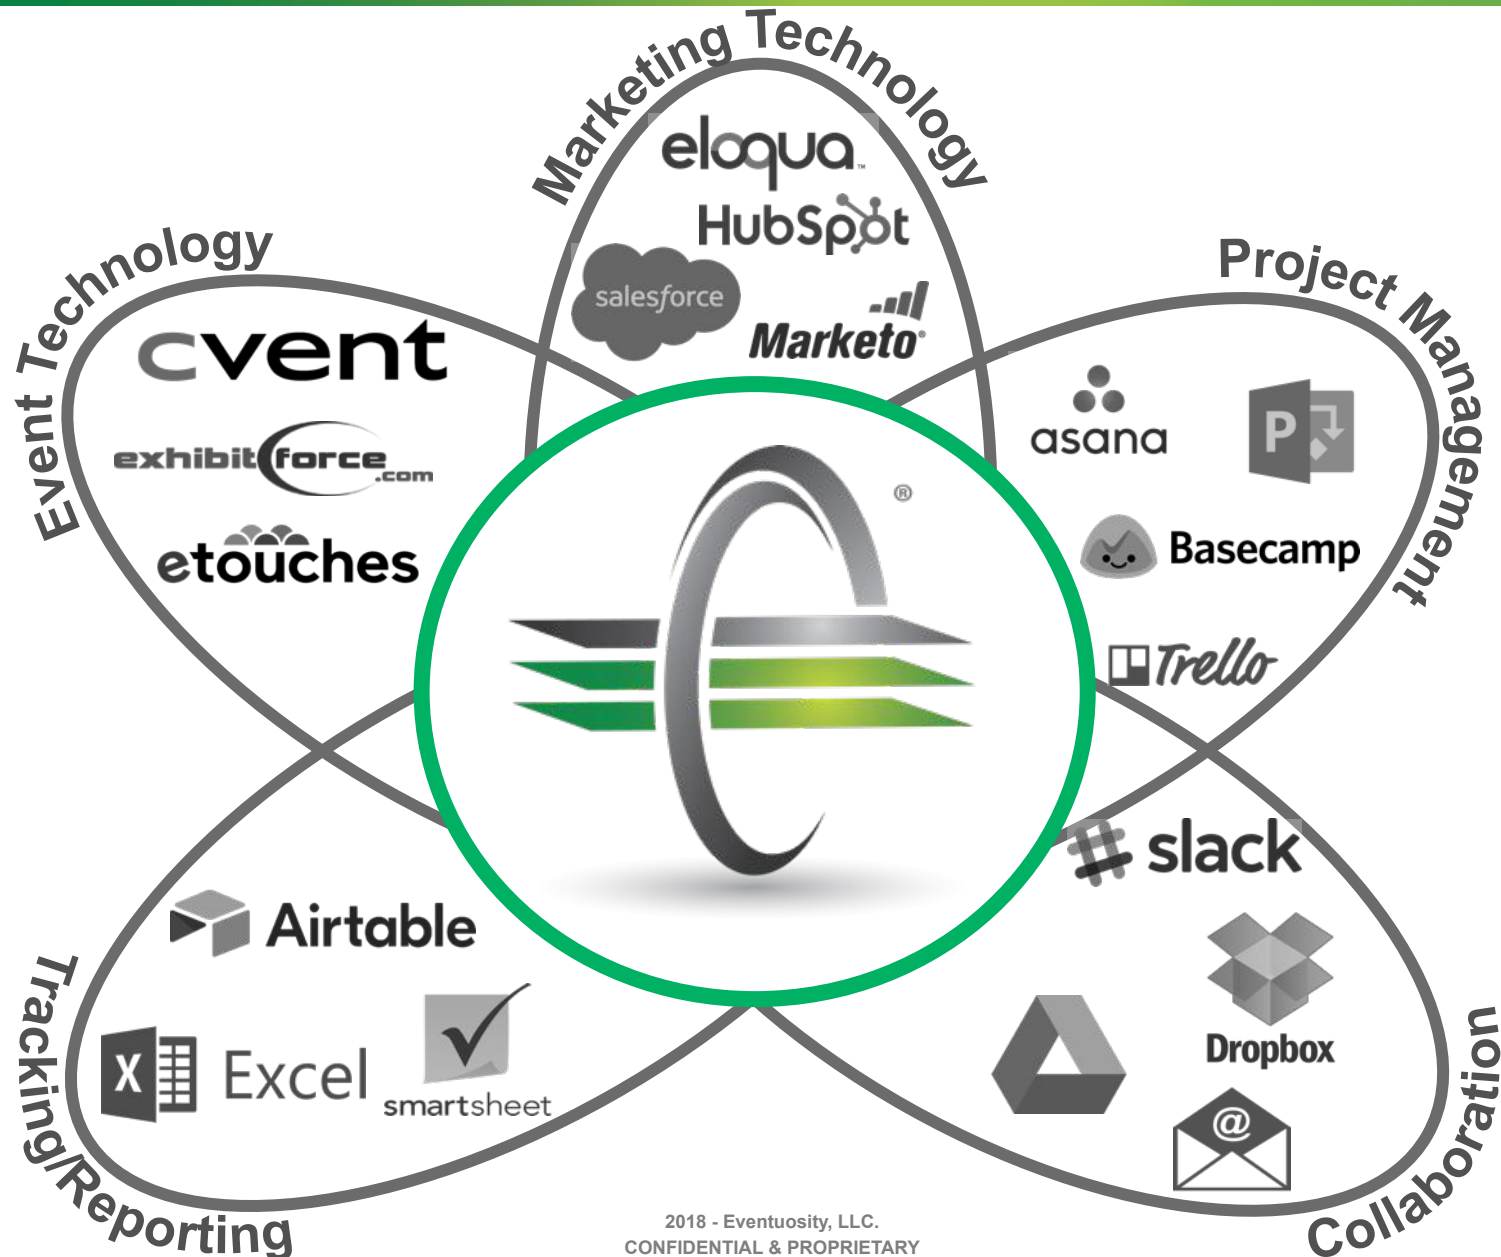 Marketing Technology
eloqua™
HubSpot
salesforce
Marketo®
Event Technology
cvent
exhibitforce.com
etouches
Project Management
asana
P
Basecamp
Trello
®
slack
Dropbox
@
Collaboration
Airtable
X Excel
smartsheet
Tracking/Reporting
2018 - Eventuosity, LLC.
CONFIDENTIAL & PROPRIETARY